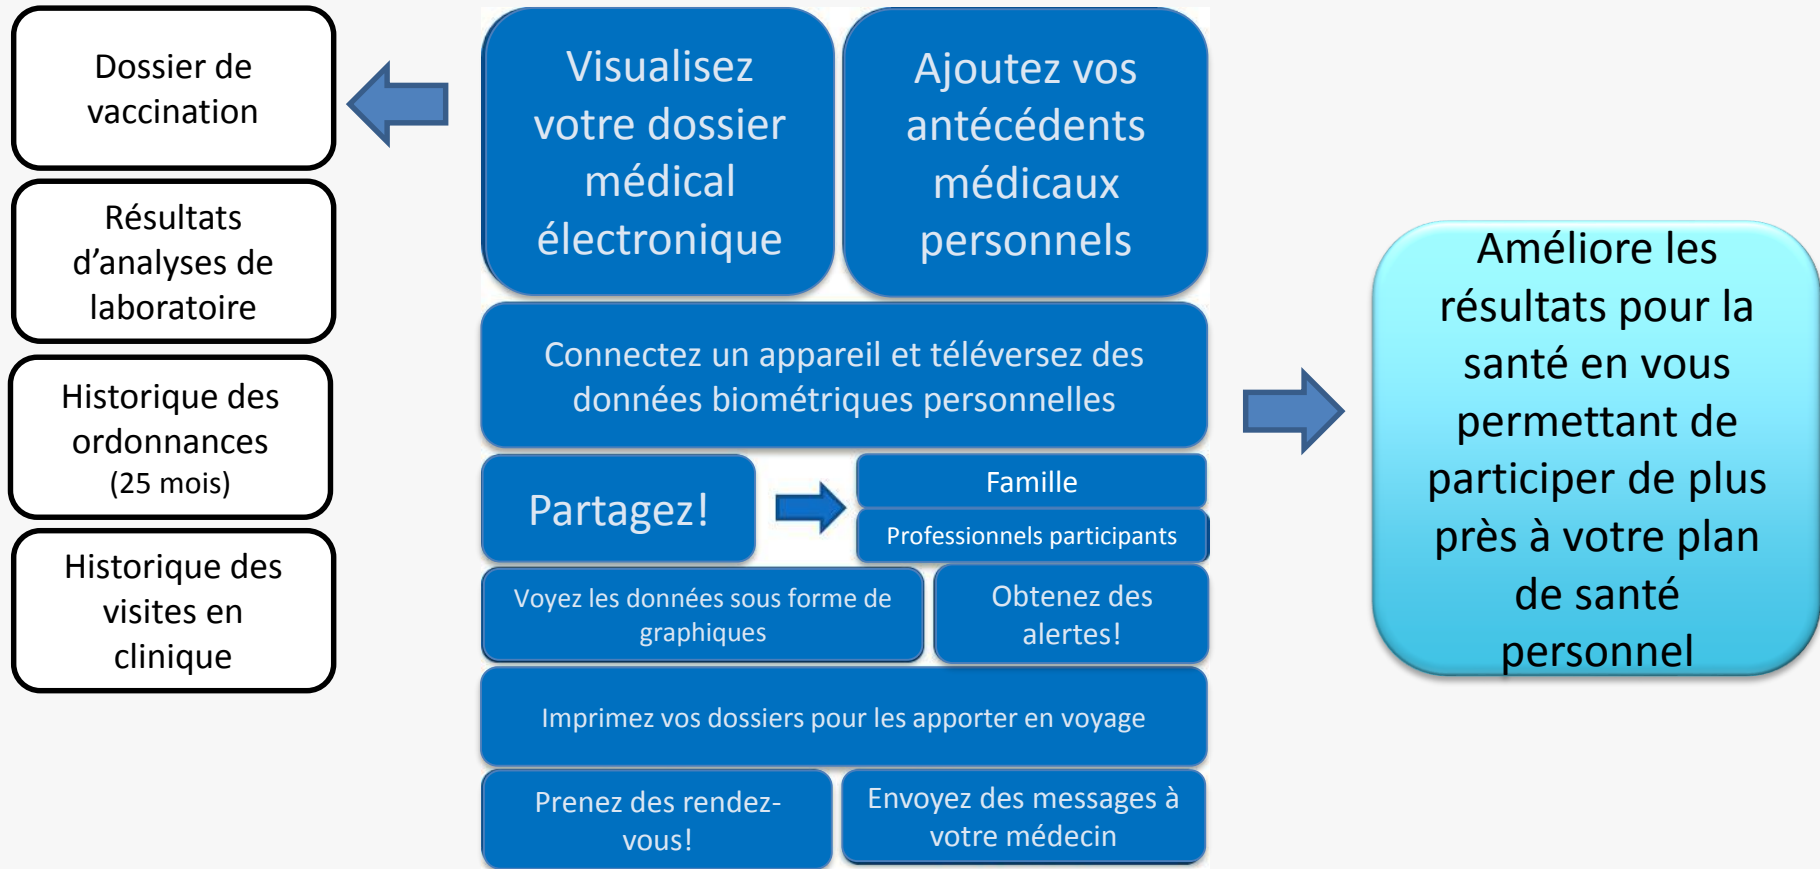 Dossier de
vaccination
Résultats
d’analyses de
laboratoire
Historique des
ordonnances
(25 mois)
Historique des
visites en
clinique
Visualisez
votre dossier
médical
électronique
Ajoutez vos
antécédents
médicaux
personnels
Connectez un appareil et téléversez des
données biométriques personnelles
Partagez!
Famille
Professionnels participants
Voyez les données sous forme de
graphiques
Obtenez des
alertes!
Imprimez vos dossiers pour les apporter en voyage
Prenez des rendez-
vous!
Envoyez des messages à
votre médecin
Améliore les
résultats pour la
santé en vous
permettant de
participer de plus
près à votre plan
de santé
personnel